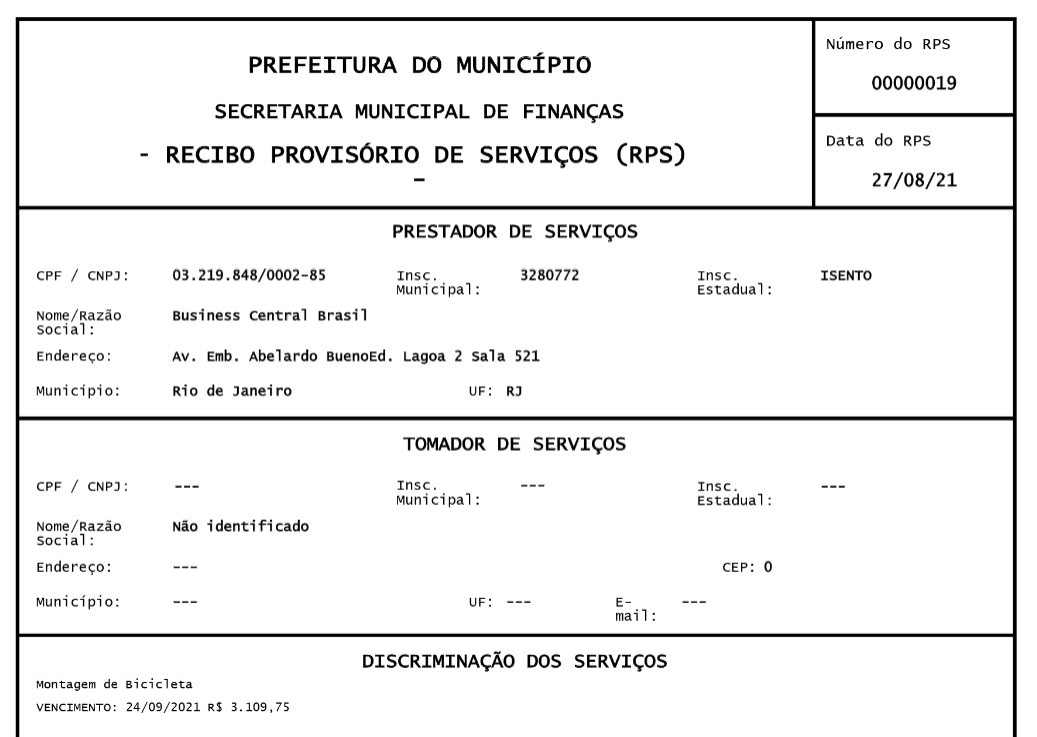 PREFEITURA DO MUNICÍPIO
SECRETARIA MUNICIPAL DE FINANÇAS
- RECIBO PROVISÓRIO DE SERVIÇOS (RPS)
–
Número do RPS
00000019
Data do RPS
27/08/21
PRESTADOR DE SERVIÇOS
CPF / CNPJ: 03.219.848/0002-85 Insc. Municipal: 3280772 Insc. Estadual: ISENTO
Nome/Razão Social: Business Central Brasil
Endereço: Av. Emb. Abelardo BuenoEd. Lagoa 2 Sala 521
Município: Rio de Janeiro UF: RJ
TOMADOR DE SERVIÇOS
CPF / CNPJ: --- Insc. Municipal: --- Insc. Estadual: ---
Nome/Razão Social: Não identificado
Endereço: --- CEP: 0
Município: --- UF: --- E-mail: ---
DISCRIMINAÇÃO DOS SERVIÇOS
Montagem de Bicicleta
VENCIMENTO: 24/09/2021 R$ 3.109,75